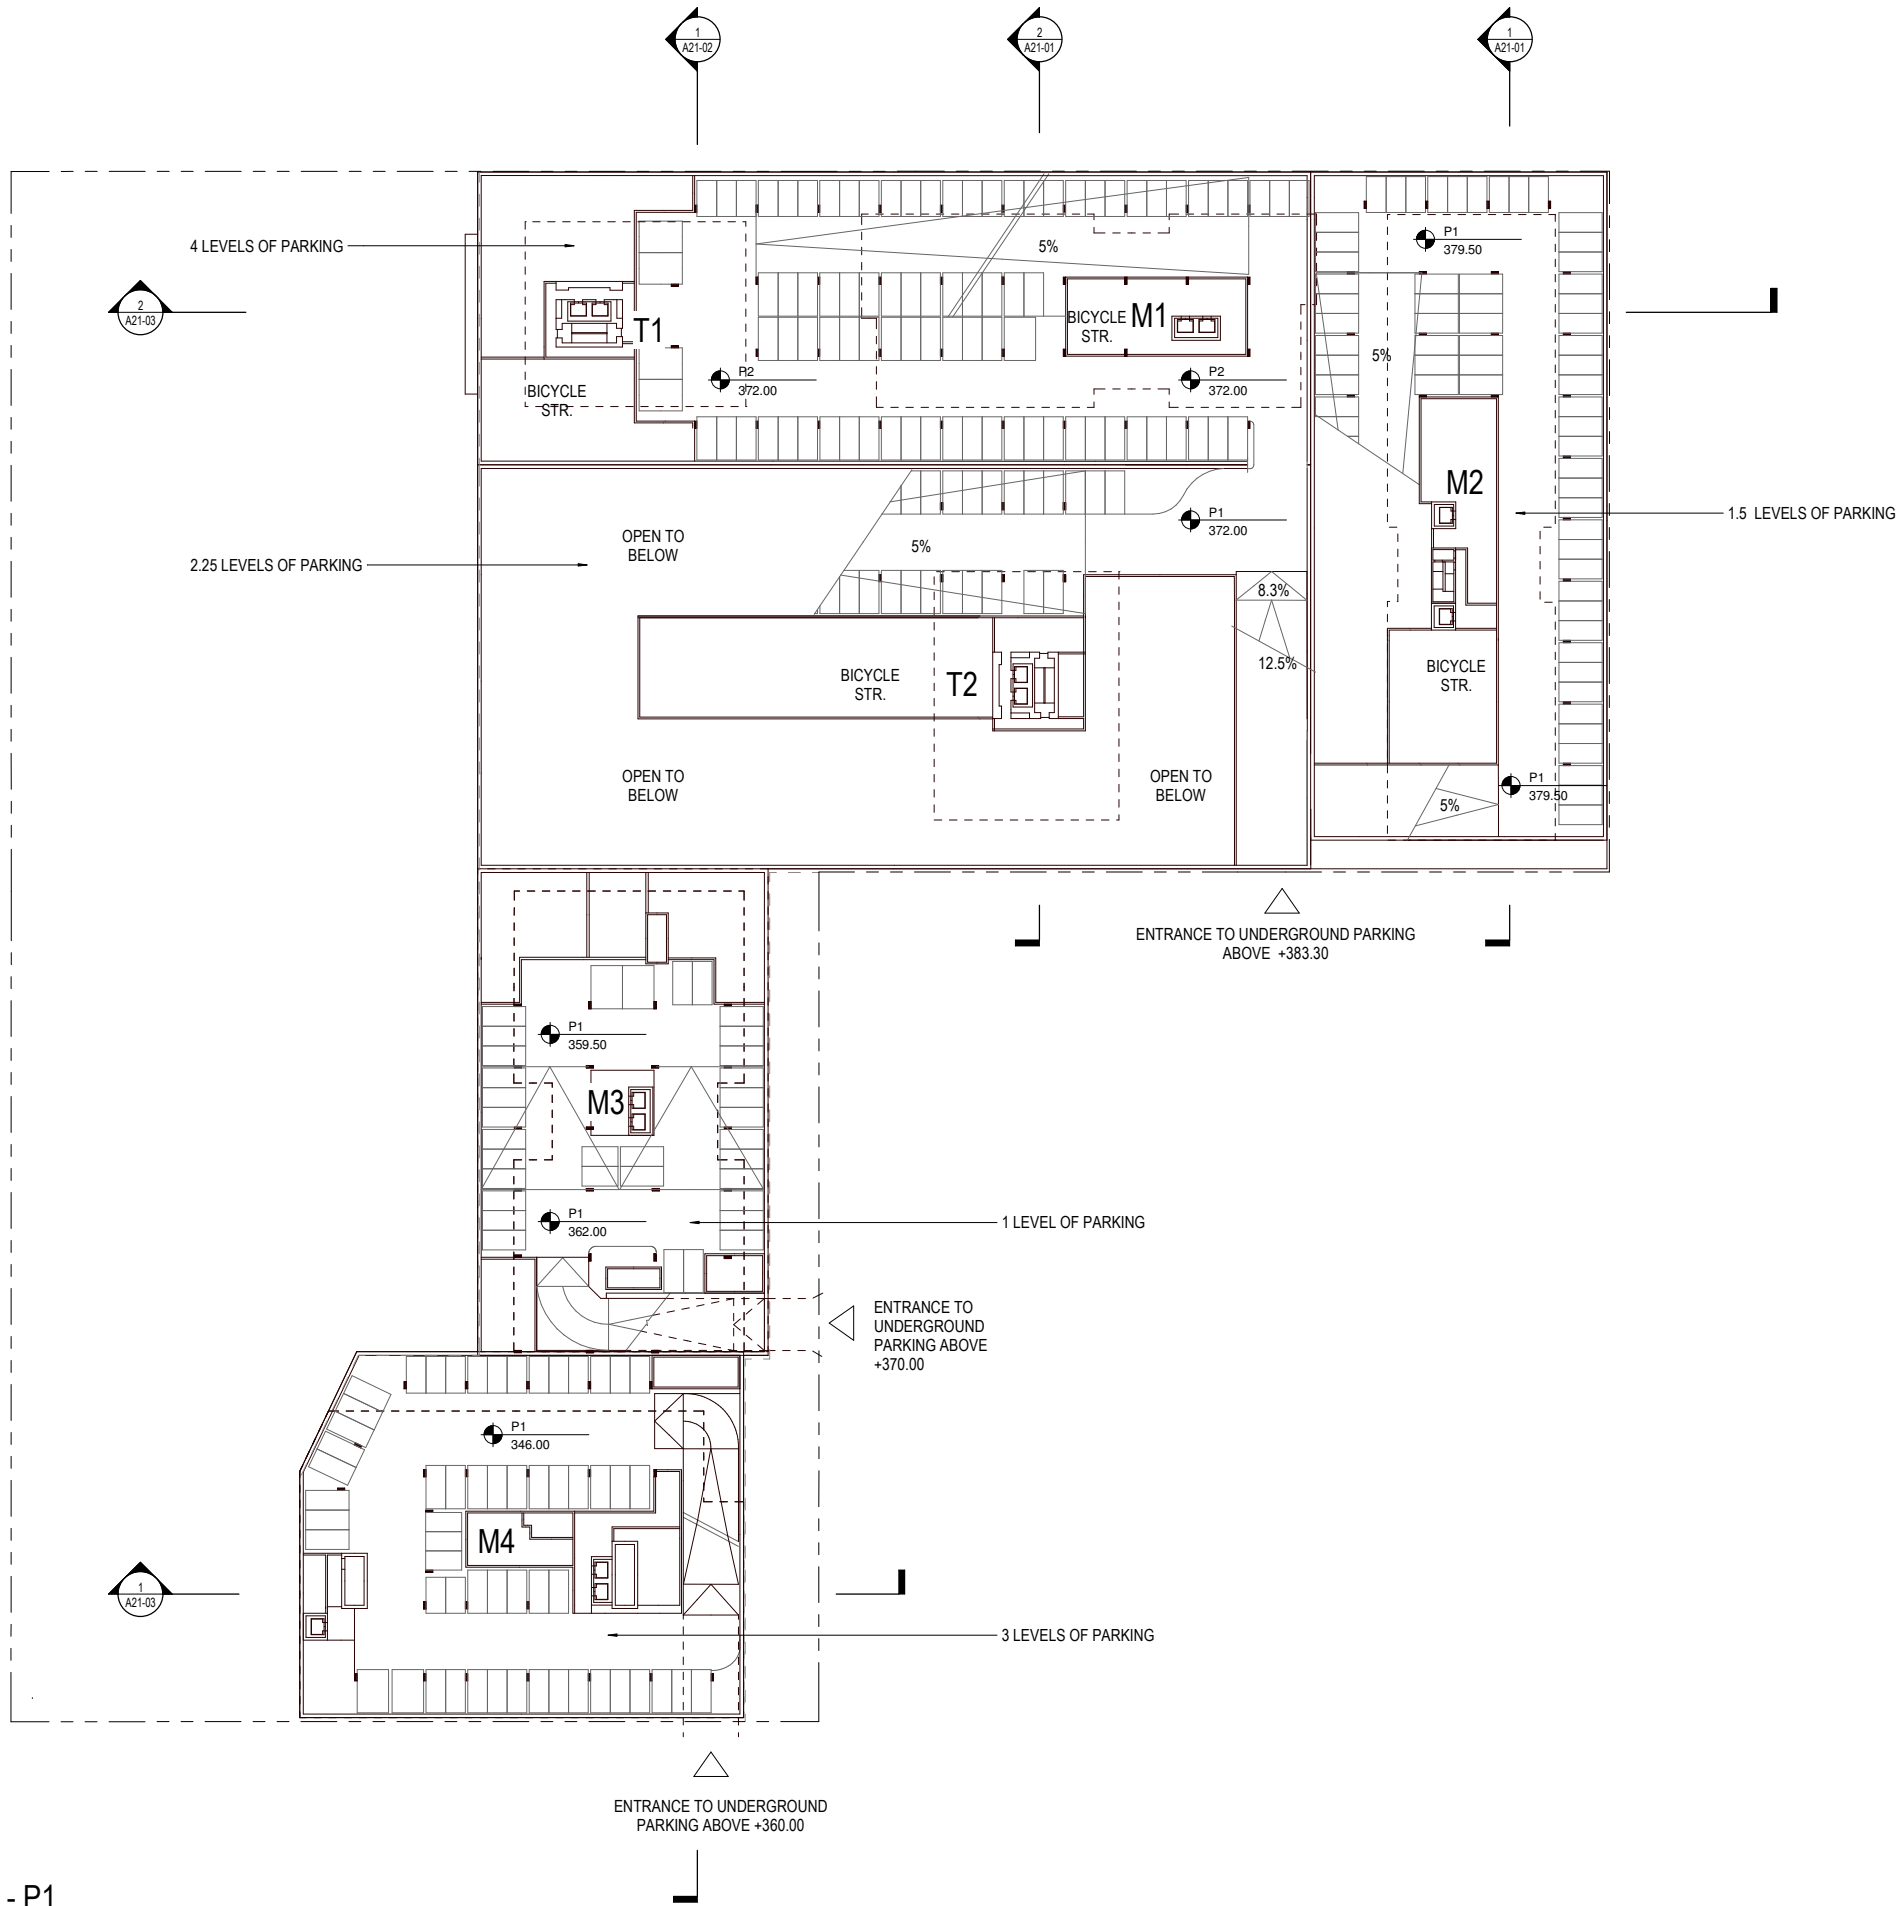 1
A21-02
2
A21-01
1
A21-01
4 LEVELS OF PARKING
5%
P1
379.50
2
A21-03
T1
BICYCLE
STR.
M1
5%
P2
372.00
P2
372.00
BICYCLE
STR.
M2
1.5 LEVELS OF PARKING
P1
372.00
OPEN TO
BELOW
5%
2.25 LEVELS OF PARKING
8.3%
12.5%
BICYCLE
STR.
T2
BICYCLE
STR.
OPEN TO
BELOW
OPEN TO
BELOW
P1
379.50
5%
ENTRANCE TO UNDERGROUND PARKING
ABOVE +383.30
P1
359.50
M3
P1
362.00
1 LEVEL OF PARKING
ENTRANCE TO
UNDERGROUND
PARKING ABOVE
+370.00
P1
346.00
M4
1
A21-03
3 LEVELS OF PARKING
ENTRANCE TO UNDERGROUND
PARKING ABOVE +360.00
- P1